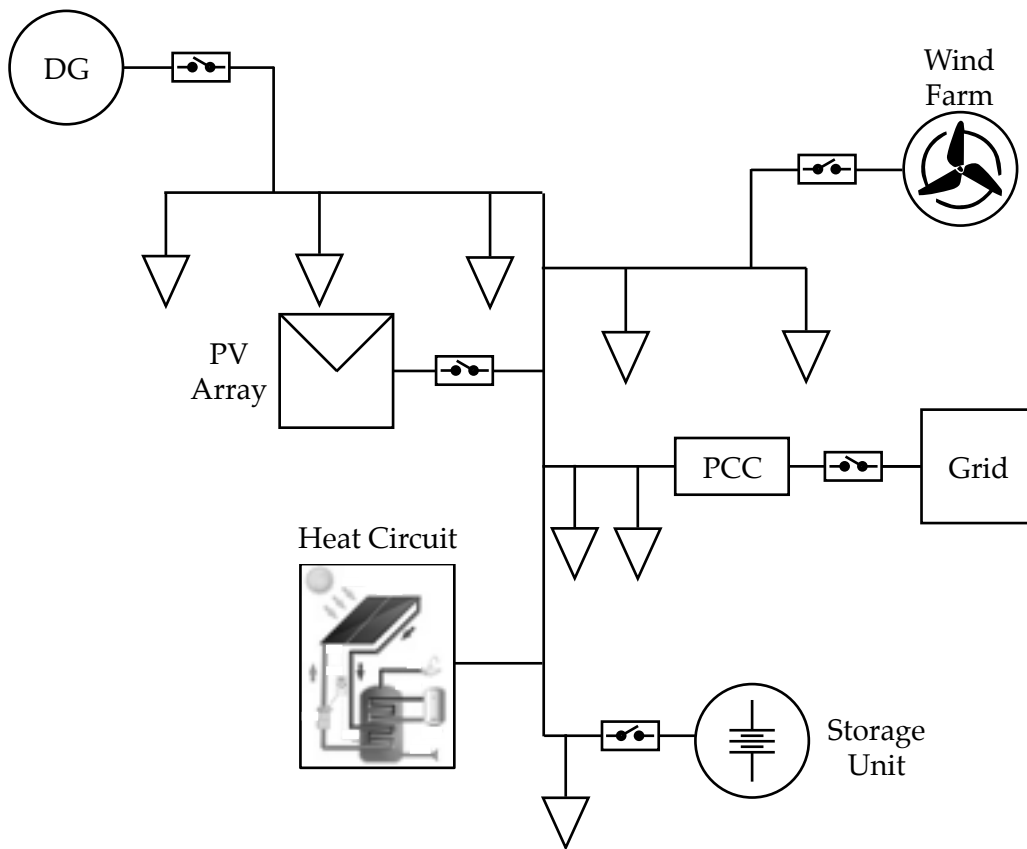 DG
Wind
Farm
PV
Array
PCC
Grid
Heat Circuit
Storage
Unit